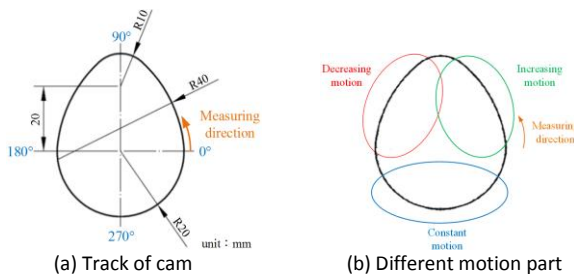 R10
90°
R40
20
Measuring
direction
180°
0°
R20
270°
unit：mm
(a) Track of cam
Decreasing
motion
Increasing
motion
Measurin
direction
Constant
motion
(b) Different motion part